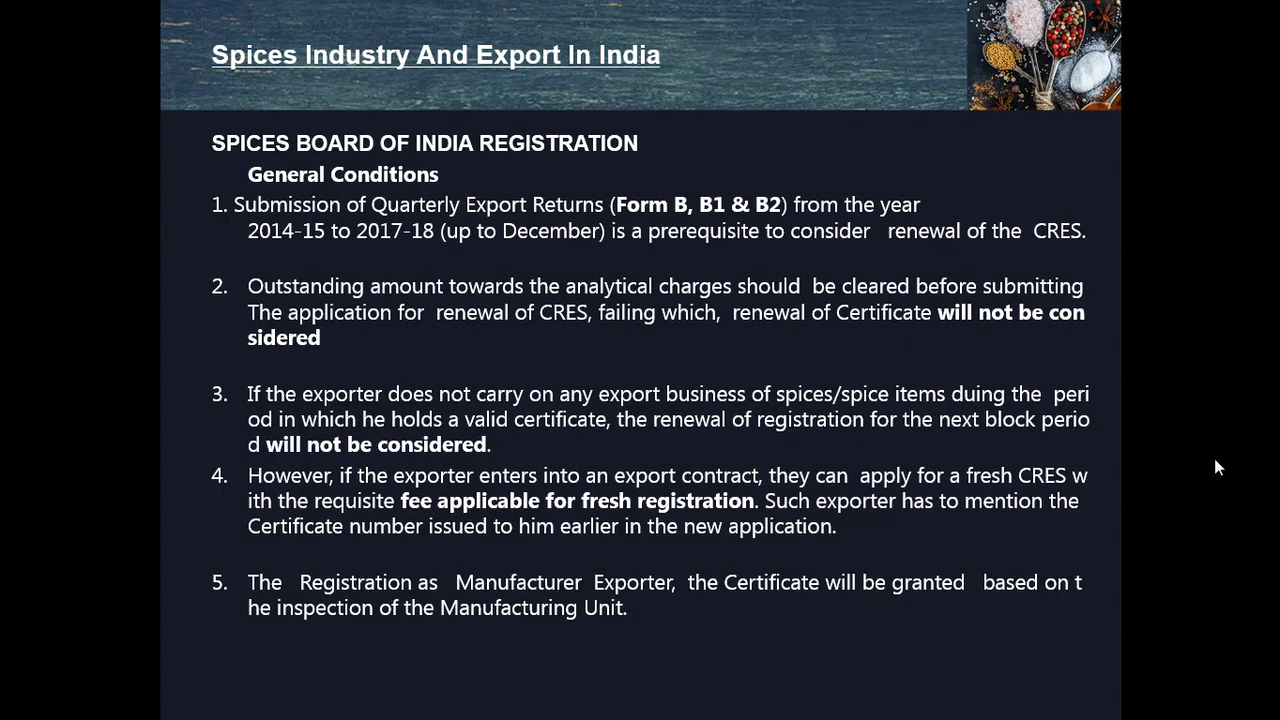 Spices Industry And Export In India
SPICES BOARD OF INDIA REGISTRATION
General Conditions
1. Submission of Quarterly Export Returns (Form B, B1 & B2) from the year
2014-15 to 2017-18 (up to December) is a prerequisite to consider renewal of the CRES.
2. Outstanding amount towards the analytical charges should be cleared before submitting
The application for renewal of CRES, failing which, renewal of Certificate will not be con
sidered
3. If the exporter does not carry on any export business of spices/spice items duing the peri
od in which he holds a valid certificate, the renewal of registration for the next block perio
d will not be considered.
4. However, if the exporter enters into an export contract, they can apply for a fresh CRES w
ith the requisite fee applicable for fresh registration. Such exporter has to mention the
Certificate number issued to him earlier in the new application.
5. The Registration as Manufacturer Exporter, the Certificate will be granted based on t
he inspection of the Manufacturing Unit.